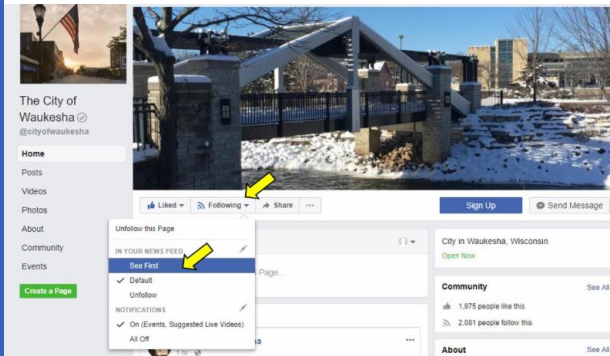 The City of
Waukesha
@cityofwaukesha
Home
Posts
Videos
Photos
About
Community
Events
Create a Page
Liked Following Share ...
Sign Up Send Message
Unfollow this Page
IN YOUR NEWS FEED
See First
Default
Unfollow
NOTIFICATIONS
On (Events, Suggested Live Videos)
All Off
Page...
1 hr
...
City in Waukesha, Wisconsin
Open Now
Community See All
1,975 people like this
2,081 people follow this
About See All